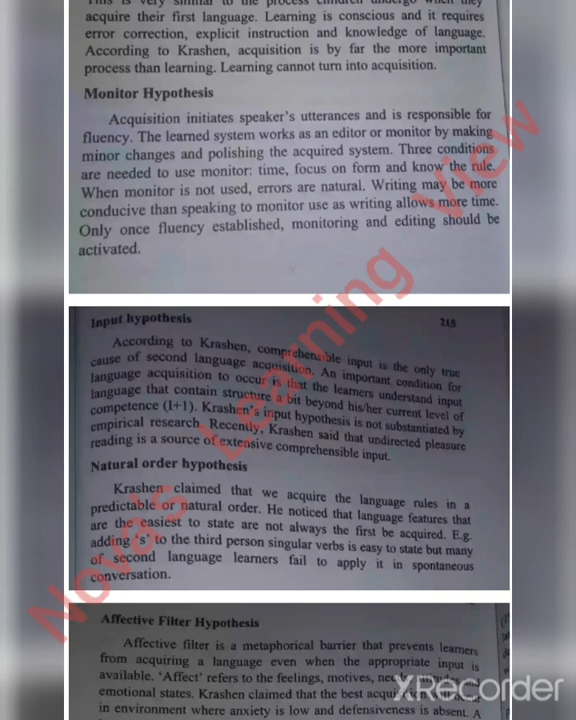 This is very similar to the process children undergo when they
acquire their first language. Learning is conscious and it requires
error correction, explicit instruction and knowledge of language.
According to Krashen, acquisition is by far the more important
process than learning. Learning cannot turn into acquisition.
Monitor Hypothesis
Acquisition initiates speaker's utterances and is responsible for
fluency. The learned system works as an editor or monitor by making
minor changes and polishing the acquired system. Three conditions
are needed to use monitor: time, focus on form and know the rule.
When monitor is not used, errors are natural. Writing may be more
conducive than speaking to monitor use as writing allows more time.
Only once fluency established, monitoring and editing should be
activated.
Input hypothesis
215
According to Krashen, comprehensible input is the only true
cause of second language acquisition. An important condition for
language acquisition to occur is that the learners understand input
language that contain structure a bit beyond his/her current level of
competence (I+1). Krashen's input hypothesis is not substantiated by
empirical research. Recently, Krashen said that undirected pleasure
reading is a source of extensive comprehensible input.
Natural order hypothesis
Krashen claimed that we acquire the language rules in a
predictable or natural order. He noticed that language features that
are the easiest to state are not always the first be acquired. E.g.
adding 's' to the third person singular verbs is easy to state but many
of second language learners fail to apply it in spontaneous
conversation.
Affective Filter Hypothesis
Affective filter is a metaphorical barrier that prevents learners
from acquiring a language even when the appropriate input is
available. 'Affect' refers to the feelings, motives, and
emotional states. Krashen claimed that the best
in environment where anxiety is low and defensiveness is absent. A
Nova's Learning View
XRecorder